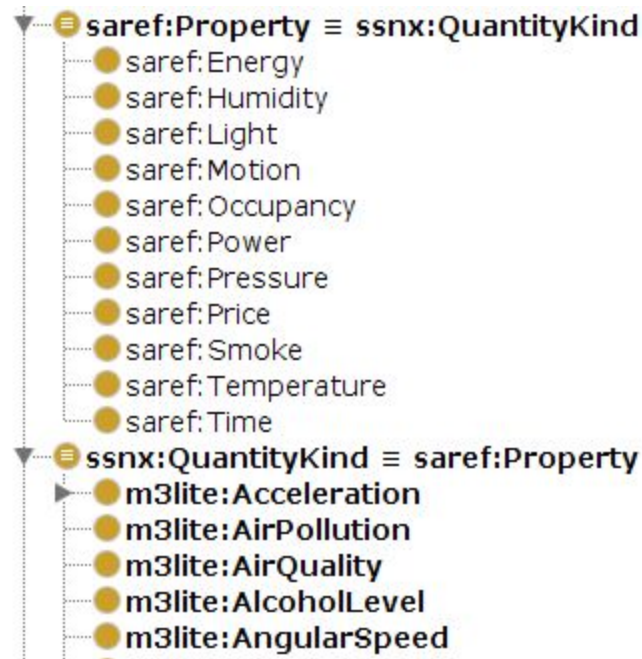 saref:Property ≡ ssnx:QuantityKind
saref:Energy
saref:Humidity
saref:Light
saref:Motion
saref:Occupancy
saref:Power
saref:Pressure
saref:Price
saref:Smoke
saref:Temperature
saref:Time
ssnx:QuantityKind ≡ saref:Property
m3lite:Acceleration
m3lite:AirPollution
m3lite:AirQuality
m3lite:AlcoholLevel
m3lite:AngularSpeed